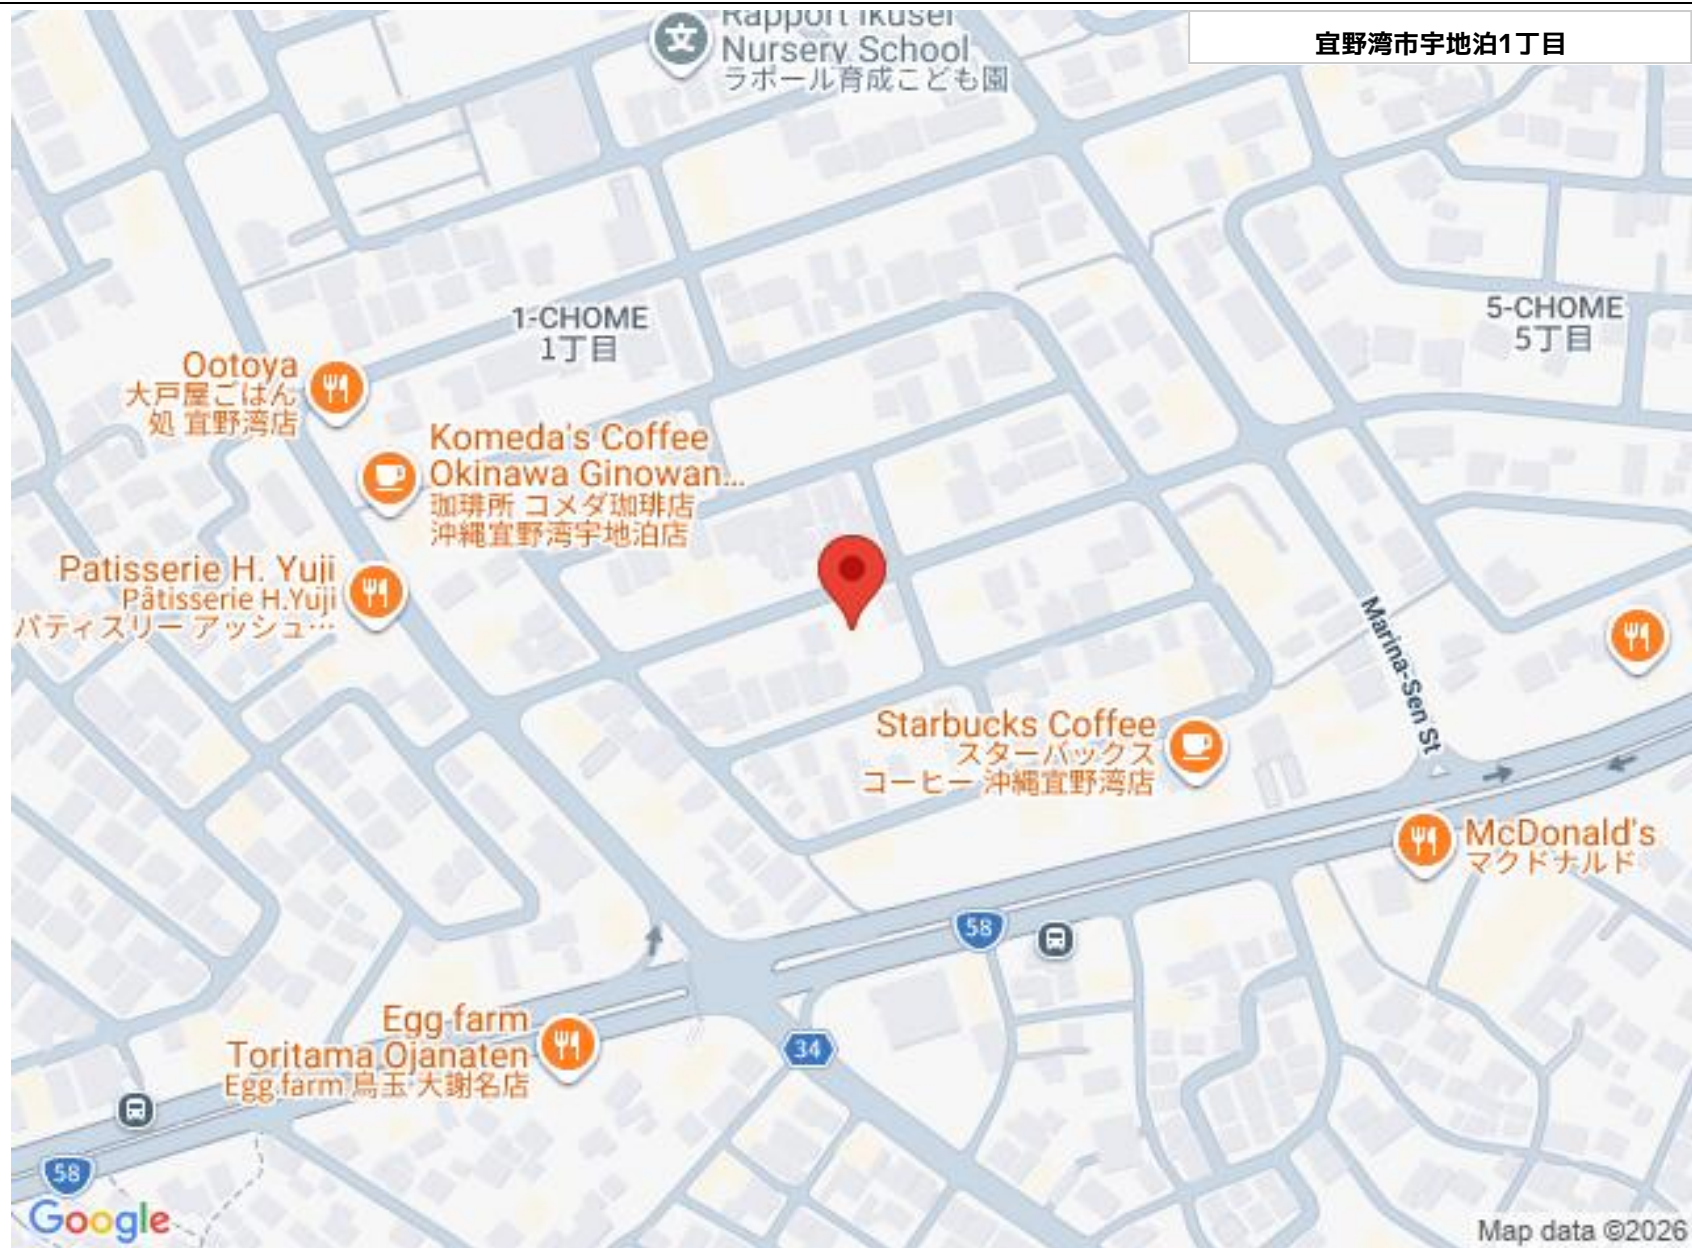 Rapport Ikusei
Nursery School
ラポール育成こども園
宜野湾市宇地泊1丁目
1-CHOME
1丁目
5-CHOME
5丁目
Ootoya
大戸屋ごはん
処 宜野湾店
Komeda's Coffee
Okinawa Ginowan...
珈琲所 コメダ珈琲店
沖縄宜野湾宇地泊店
Patisserie H. Yuji
Pâtisserie H.Yuji
パティスリー アッシュ…
Marina-Sen St
Starbucks Coffee
スターバックス
コーヒー 沖縄宜野湾店
McDonald's
マクドナルド
58
Egg farm
Toritama Ojanaten
Egg farm 鳥玉 大謝名店
34
58
Google
Map data ©2026